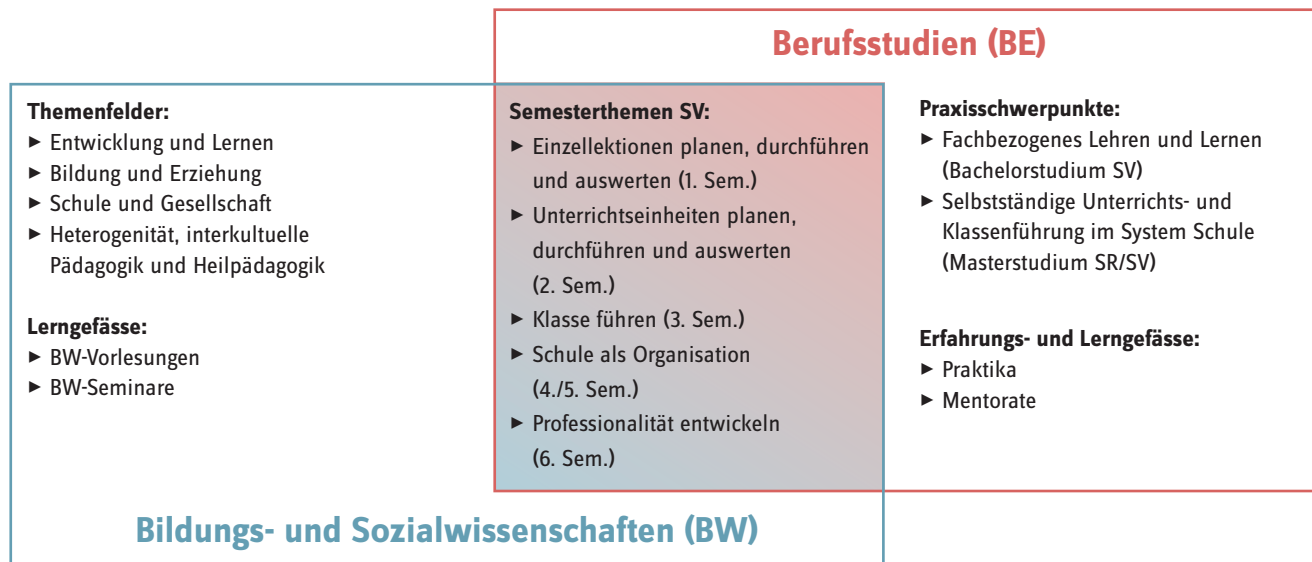 Berufsstudien (BE)
Themenfelder:
► Entwicklung und Lernen
► Bildung und Erziehung
► Schule und Gesellschaft
► Heterogenität, interkulturelle
Pädagogik und Heilpädagogik
Lerngefässe:
► BW-Vorlesungen
► BW-Seminare
Semesterthemen SV:
► Einzellektionen planen, durchführen
und auswerten (1. Sem.)
► Unterrichtseinheiten planen,
durchführen und auswerten
(2. Sem.)
► Klasse führen (3. Sem.)
► Schule als Organisation
(4./5. Sem.)
► Professionalität entwickeln
(6. Sem.)
Praxisschwerpunkte:
► Fachbezogenes Lehren und Lernen
(Bachelorstudium SV)
► Selbstständige Unterrichts- und
Klassenführung im System Schule
(Masterstudium SR/SV)
Erfahrungs- und Lerngefässe:
► Praktika
► Mentorate
Bildungs- und Sozialwissenschaften (BW)